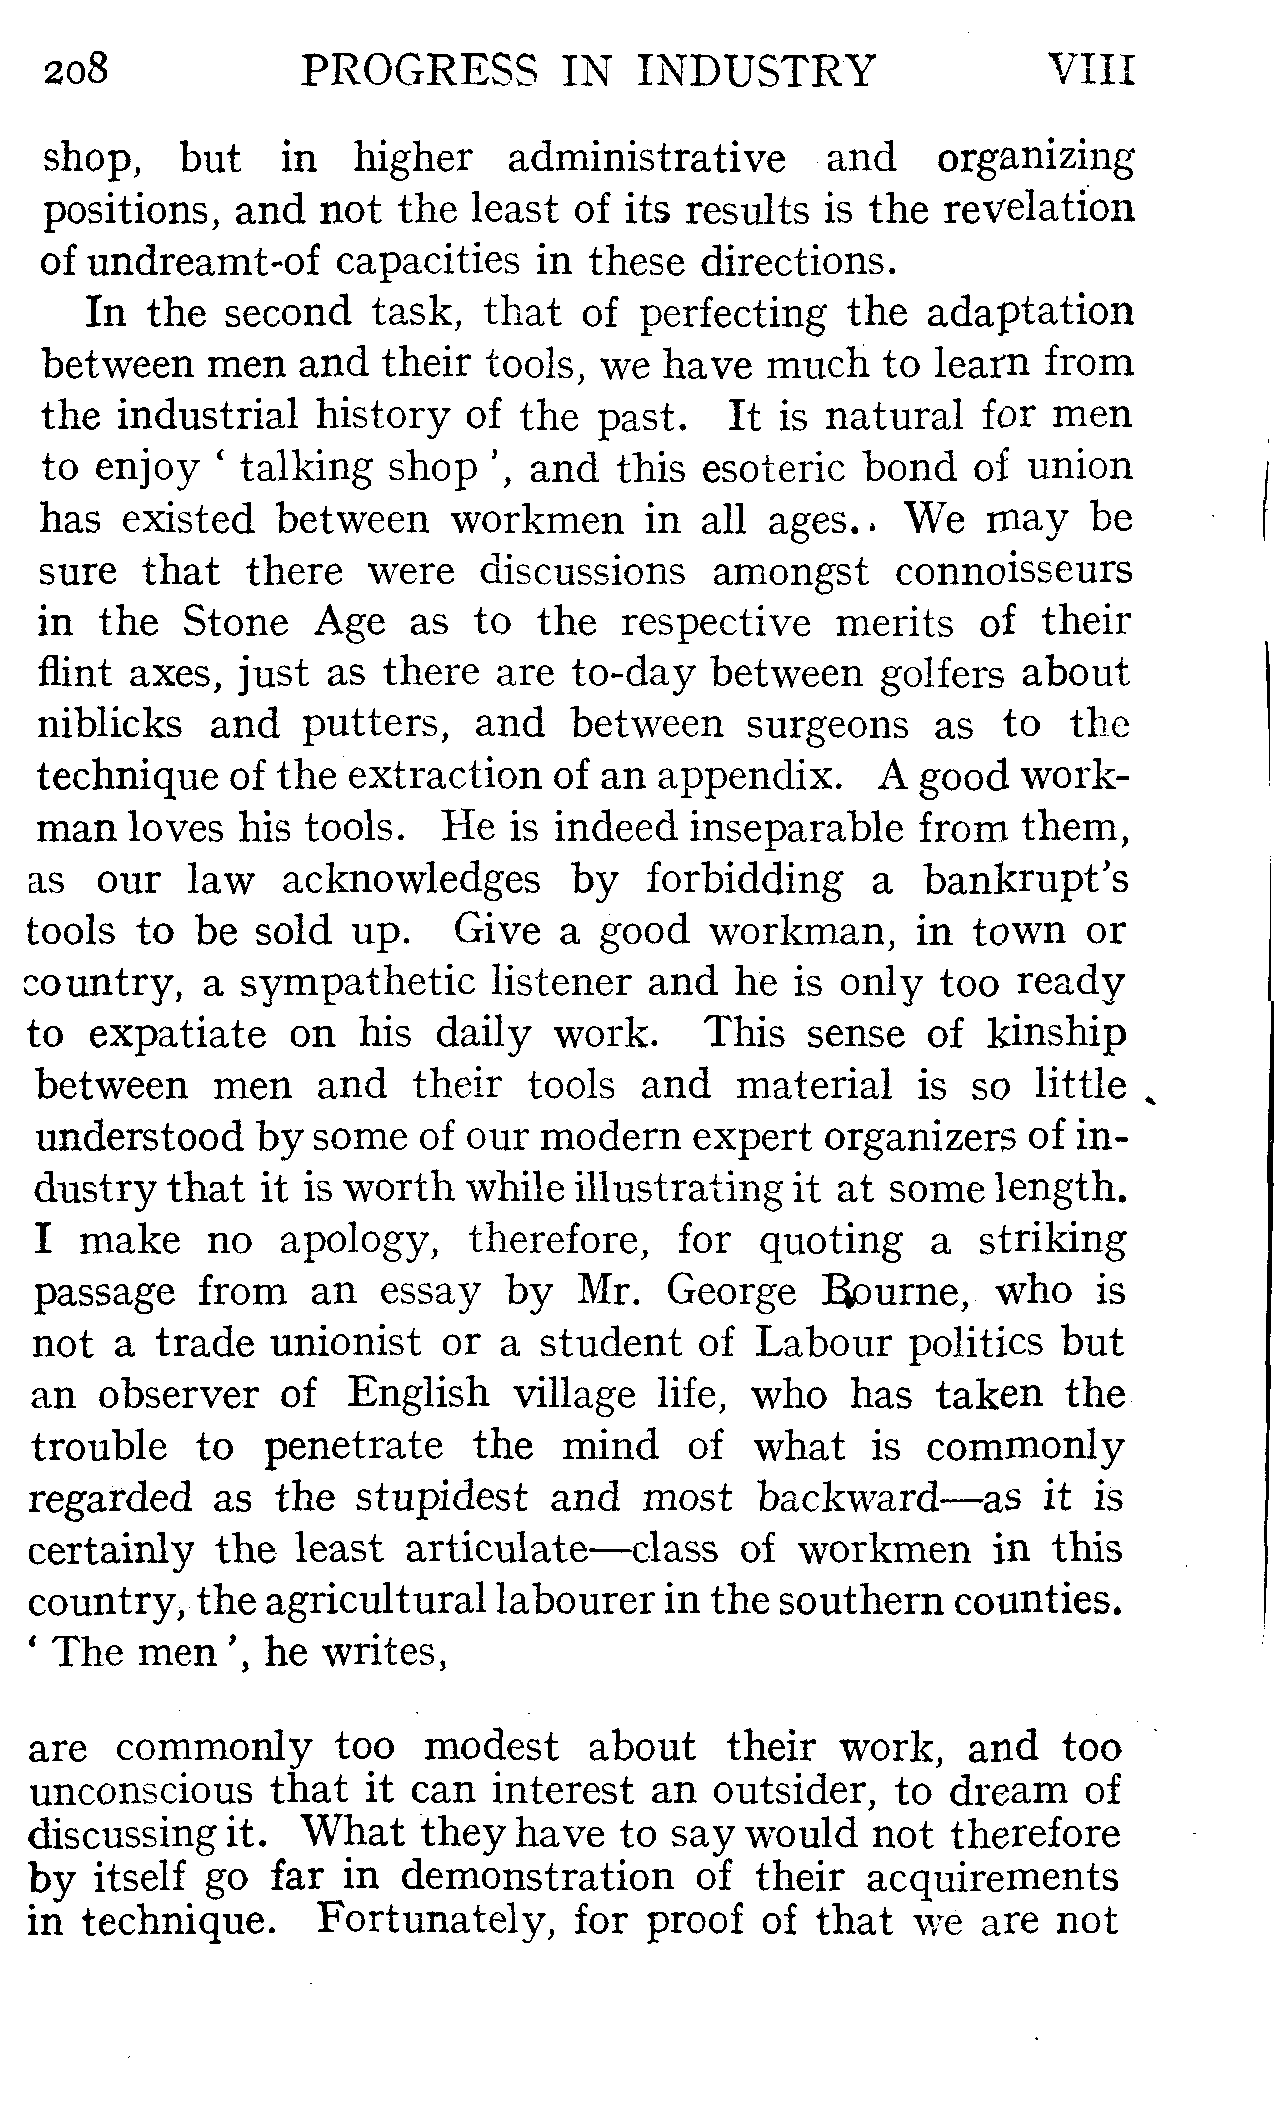 208 PROGRESS IN INDUSTRY VIII
shop, but in higher administrative and organizing
positions, and not the least of its results is the revelation
of undreamt-of capacities in these directions.
In the second task, that of perfecting the adaptation
between men and their tools, we have much to learn from
the industrial history of the past. It is natural for men
to enjoy ‘ talking shop ’, and this esoteric bond of union
has existed between workmen in all ages. We may be
sure that there were discussions amongst connoisseurs
in the Stone Age as to the respective merits of their
flint axes, just as there are to-day between golfers about
niblicks and putters, and between surgeons as to the
technique of the extraction of an appendix. A good work-
man loves his tools. He is indeed inseparable from them,
as our law acknowledges by forbidding a bankrupt's
tools to be sold up. Give a good workman, in town or
country, a sympathetic listener and he is only too ready
to expatiate on his daily work. This sense of kinship
between men and their tools and material is so little
understood by some of our modern expert organizers of in-
dustry that it is worth while illustrating it at some length.
I make no apology, therefore, for quoting a striking
passage from an essay by Mr. George Bourne, who is
not a trade unionist or a student of Labour politics but
an observer of English village life, who has taken the
trouble to penetrate the mind of what is commonly
regarded as the stupidest and most backward—as it is
certainly the least articulate—class of workmen in this
country, the agricultural labourer in the southern counties.
‘ The men ’, he writes,
are commonly too modest about their work, and too
unconscious that it can interest an outsider, to dream of
discussing it. What they have to say would not therefore
by itself go far in demonstration of their acquirements
in technique. Fortunately, for proof of that we are not